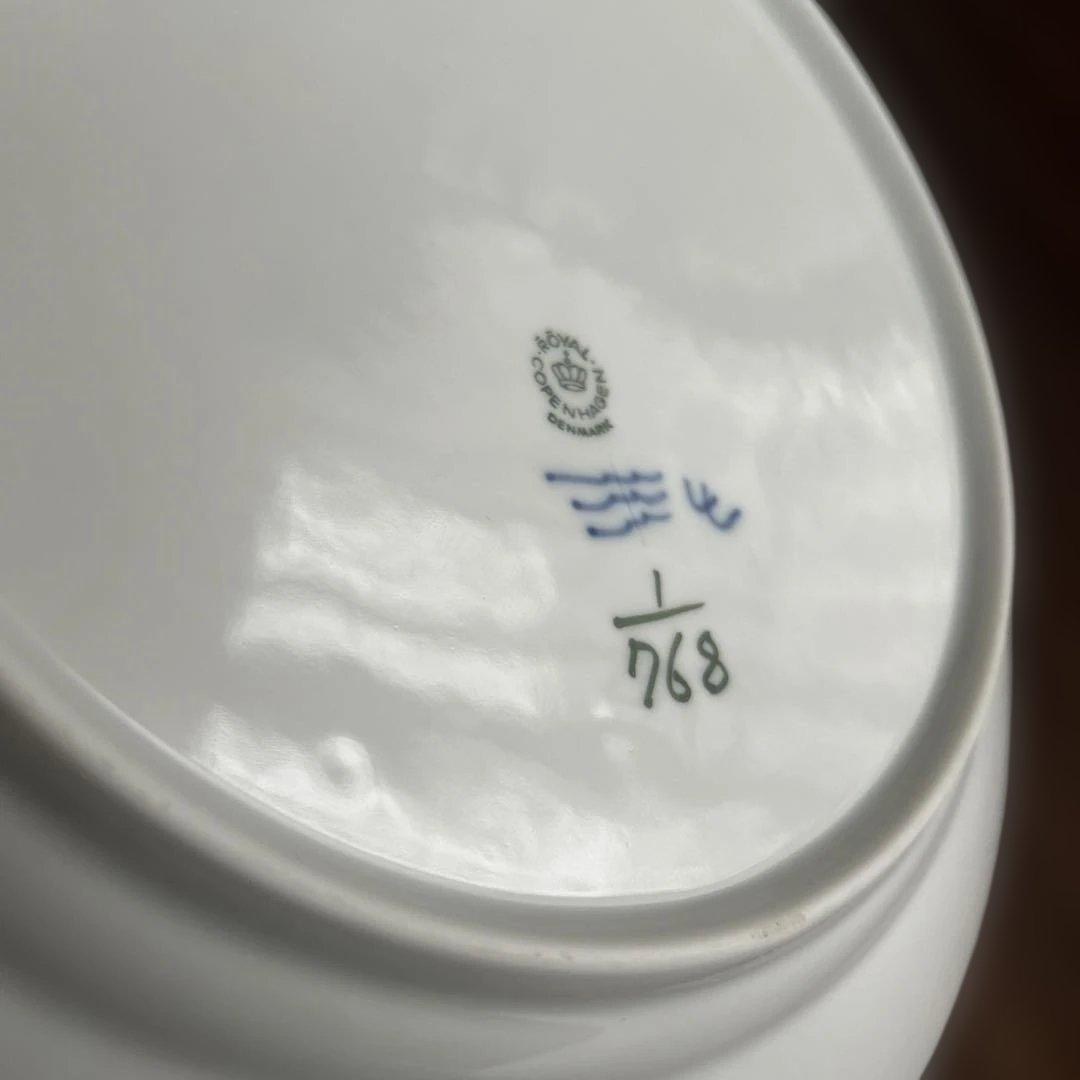 ROYAL
COPENHAGEN
DENMARK
1
768